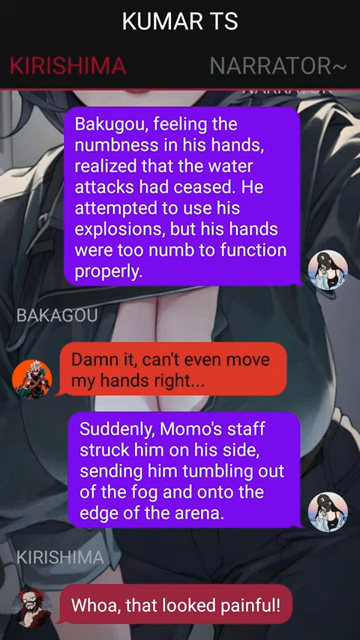 KUMAR TS
KIRISHIMA
NARRATOR~
NARRATOR
Bakugou, feeling the
numbness in his hands,
realized that the water
attacks had ceased. He
attempted to use his
explosions, but his hands
were too numb to function
properly.
BAKAGOU
Damn it, can't even move
my hands right...
Suddenly, Momo's staff
struck him on his side,
sending him tumbling out
of the fog and onto the
edge of the arena.
KIRISHIMA
Whoa, that looked painful!